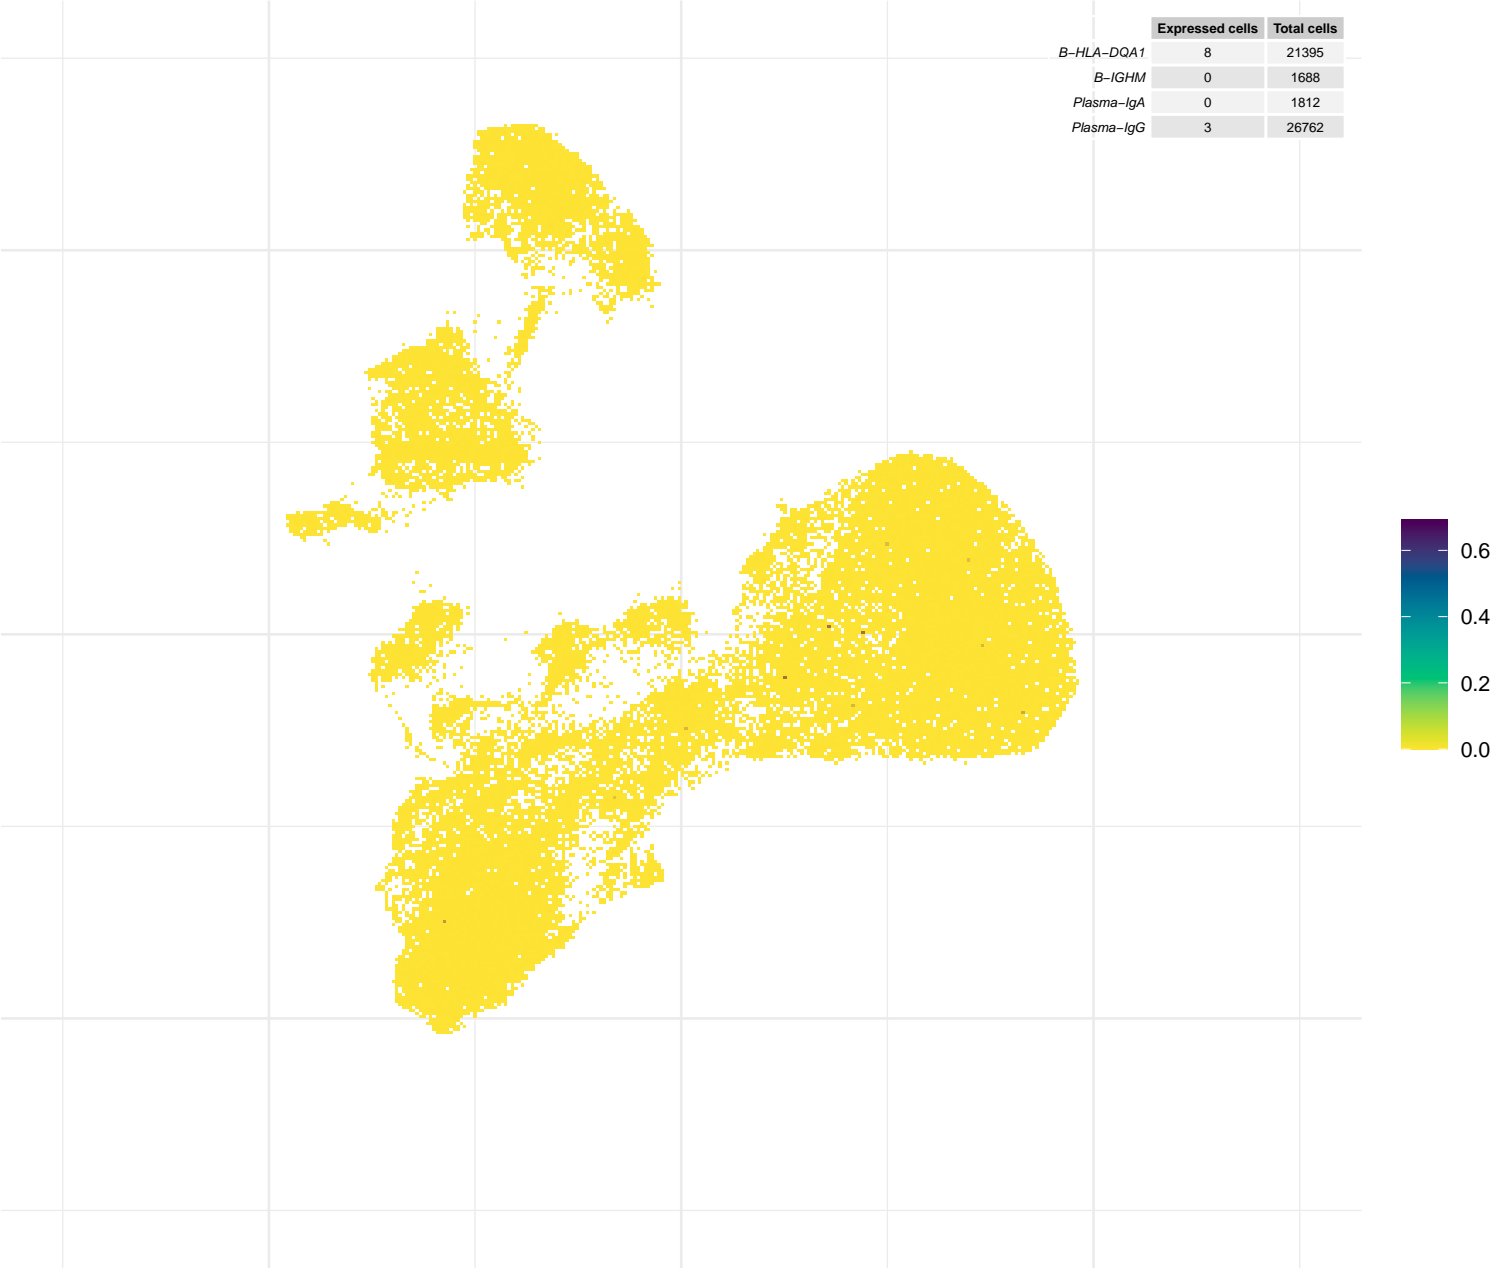 Expressed cells Total cells
B−HLA−DQA1 8 21395
B−IGHM 0 1688
Plasma−IgA 0 1812
Plasma−IgG 3 26762
0.6
0.4
0.2
0.0